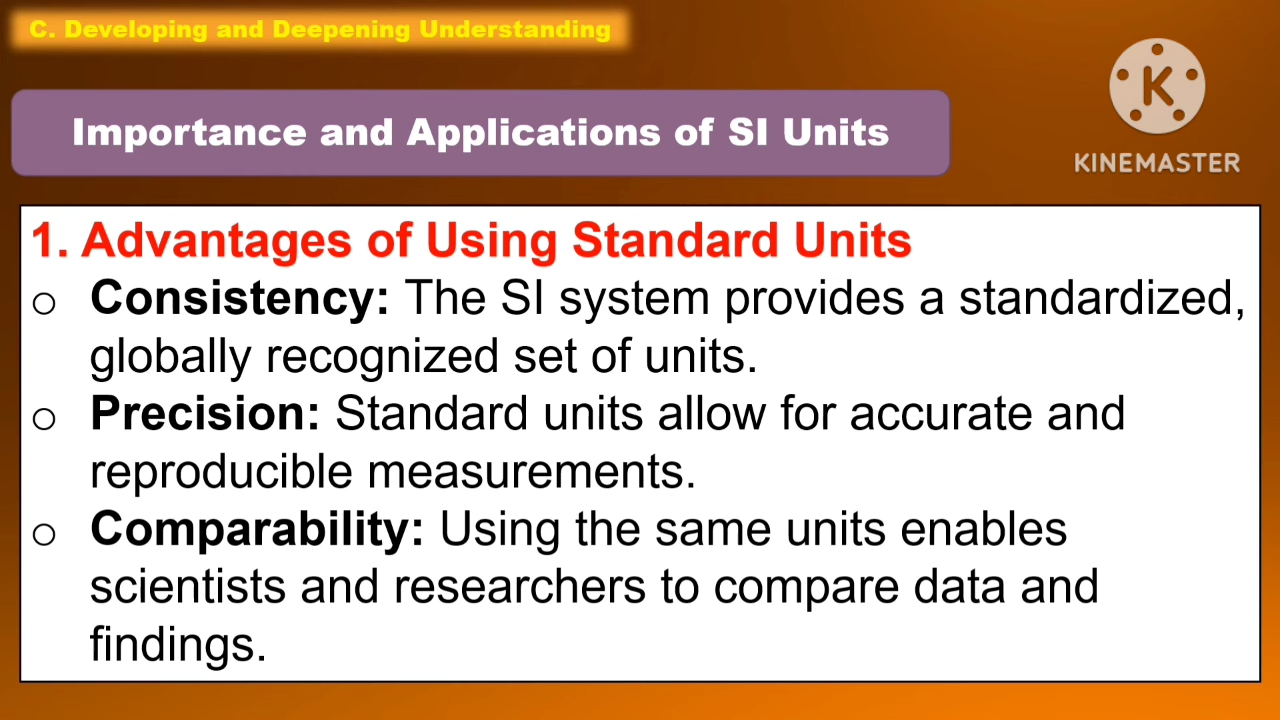 C. Developing and Deepening Understanding
Importance and Applications of SI Units
K
KINEMASTER
1. Advantages of Using Standard Units
o Consistency: The SI system provides a standardized,
globally recognized set of units.
o Precision: Standard units allow for accurate and
reproducible measurements.
o Comparability: Using the same units enables
scientists and researchers to compare data and
findings.